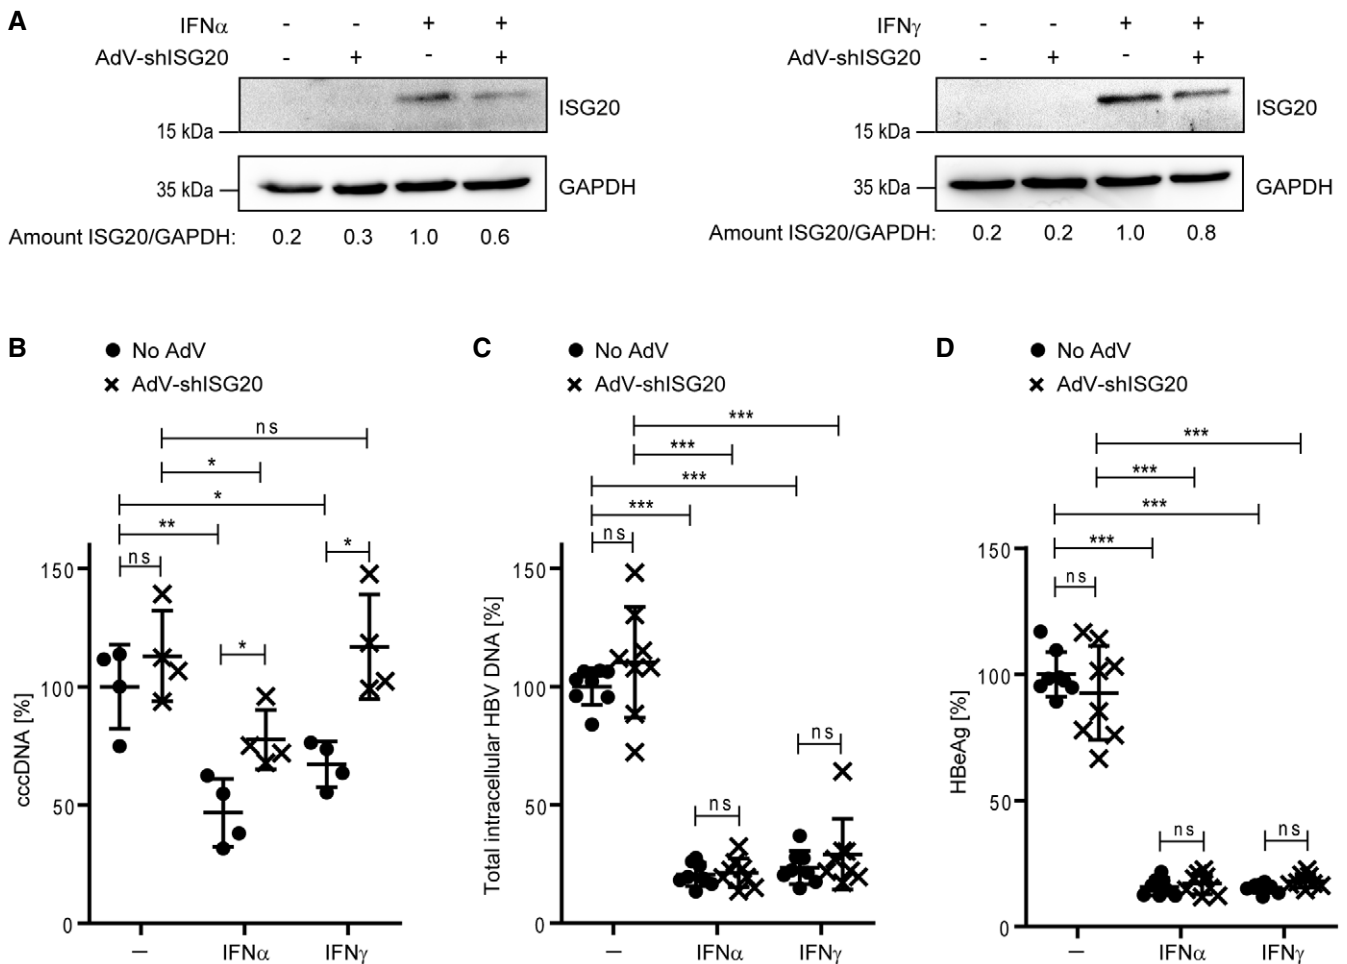 A
IFNα - - + +
AdV-shISG20 - + - +
ISG20
15 kDa
35 kDa
GAPDH
Amount ISG20/GAPDH: 0.2 0.3 1.0 0.6
IFNγ - - + +
AdV-shISG20 - + - +
ISG20
15 kDa
35 kDa
GAPDH
Amount ISG20/GAPDH: 0.2 0.2 1.0 0.8
B
No AdV
AdV-shISG20
ns
*
*
**
ns
*
*
cccDNA [%]
150
100
50
0
– IFNα IFNγ
C
No AdV
AdV-shISG20
***
***
***
***
ns
ns
ns
Total intracellular HBV DNA [%]
150
100
50
0
– IFNα IFNγ
D
No AdV
AdV-shISG20
***
***
***
***
ns
ns
ns
HBeAg [%]
150
100
50
0
– IFNα IFNγ